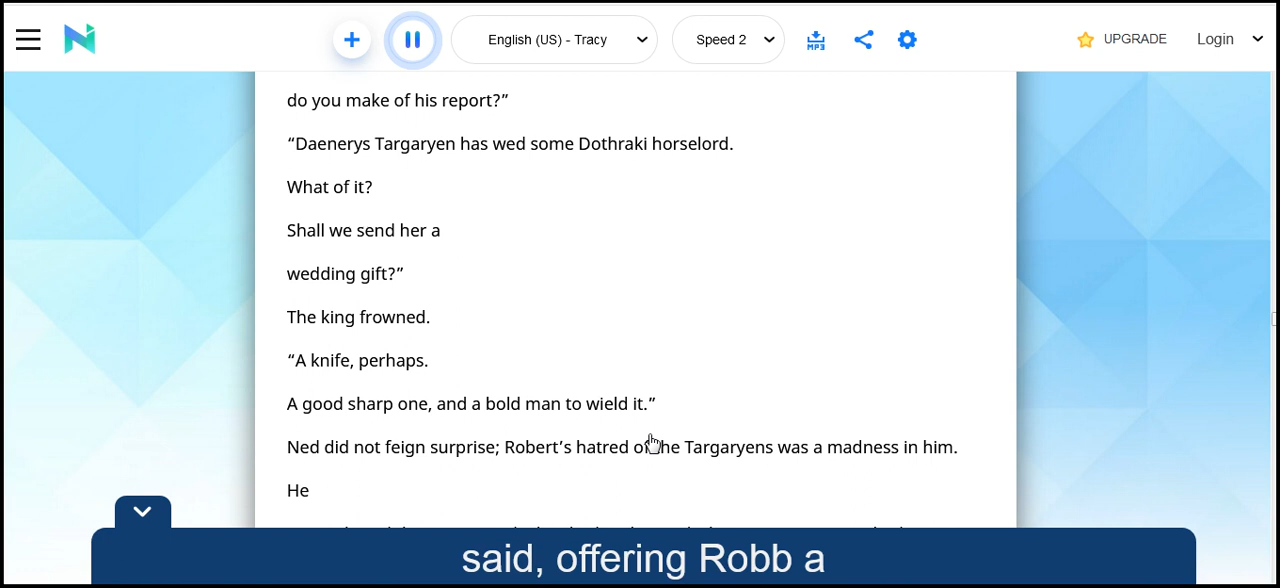 English (US) - Tracy
Speed 2
MP3
UPGRADE
Login
do you make of his report?”
“Daenerys Targaryen has wed some Dothraki horselord.
What of it?
Shall we send her a
wedding gift?”
The king frowned.
“A knife, perhaps.
A good sharp one, and a bold man to wield it.”
Ned did not feign surprise; Robert’s hatred of the Targaryens was a madness in him.
He
said, offering Robb a